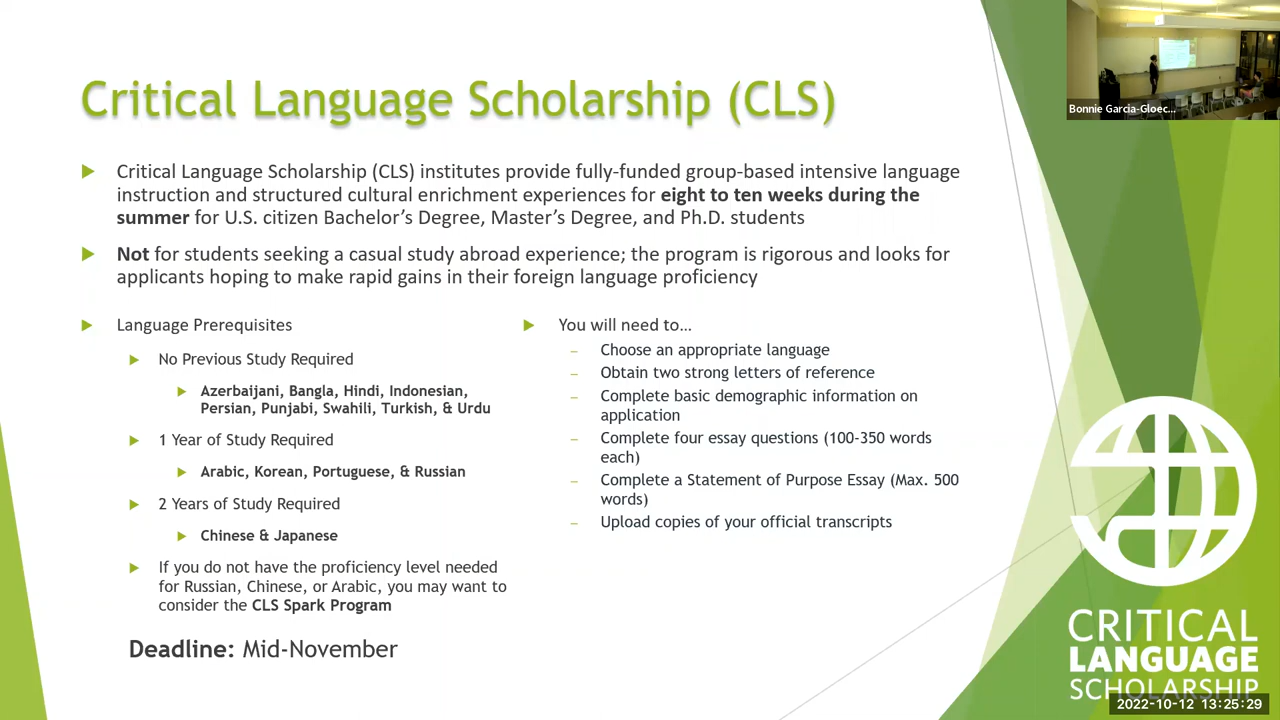 Critical Language Scholarship (CLS)
Bonnie Garcia-Gloec...
Critical Language Scholarship (CLS) institutes provide fully-funded group-based intensive language
instruction and structured cultural enrichment experiences for eight to ten weeks during the
summer for U.S. citizen Bachelor's Degree, Master's Degree, and Ph.D. students
Not for students seeking a casual study abroad experience; the program is rigorous and looks for
applicants hoping to make rapid gains in their foreign language proficiency
Language Prerequisites
No Previous Study Required
Azerbaijani, Bangla, Hindi, Indonesian,
Persian, Punjabi, Swahili, Turkish, & Urdu
1 Year of Study Required
Arabic, Korean, Portuguese, & Russian
2 Years of Study Required
Chinese & Japanese
If you do not have the proficiency level needed
for Russian, Chinese, or Arabic, you may want to
consider the CLS Spark Program
Deadline: Mid-November
You will need to…
– Choose an appropriate language
– Obtain two strong letters of reference
– Complete basic demographic information on
application
– Complete four essay questions (100-350 words
each)
– Complete a Statement of Purpose Essay (Max. 500
words)
– Upload copies of your official transcripts
CRITICAL
LANGUAGE
SCHOLARSHIP
2022-10-12 13:25:29